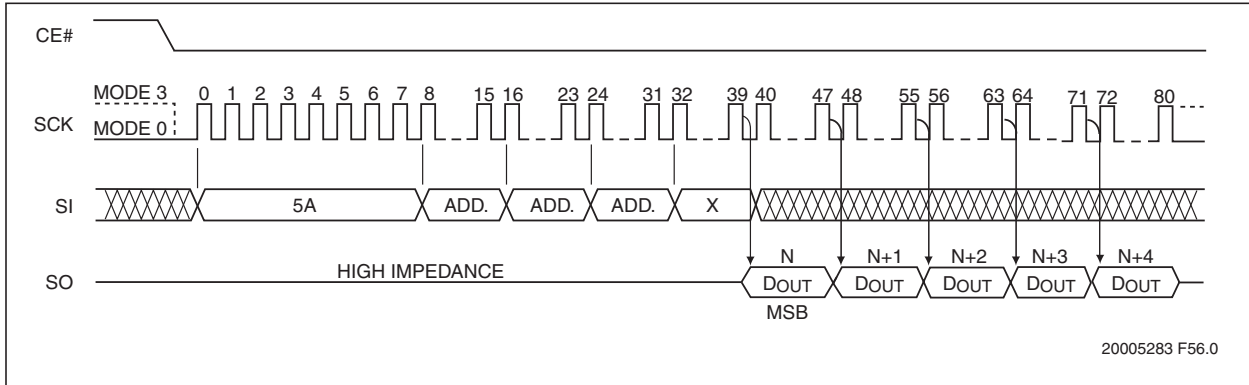 CE#
MODE 3
0 1 2 3 4 5 6 7 8 15 16 23 24 31 32 39 40 47 48 55 56 63 64 71 72 80
SCK
MODE 0
SI
5A ADD. ADD. ADD. X
N N+1 N+2 N+3 N+4
HIGH IMPEDANCE
SO
DOUT DOUT DOUT DOUT DOUT
MSB
20005283 F56.0